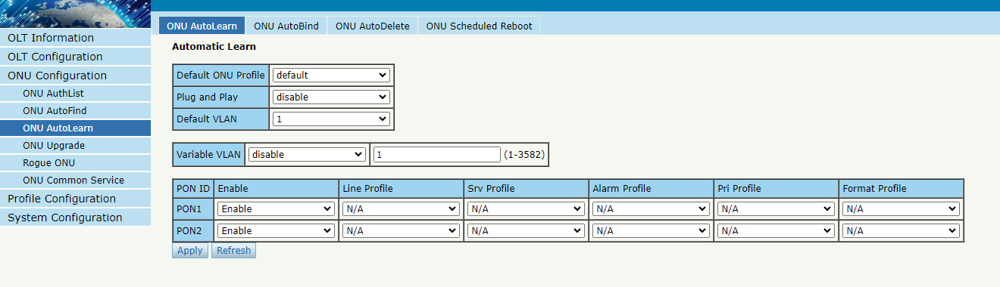 OLT Information
OLT Configuration
ONU Configuration
ONU AuthList
ONU AutoFind
ONU AutoLearn
ONU Upgrade
Rogue ONU
ONU Common Service
Profile Configuration
System Configuration
ONU AutoLearn ONU AutoBind ONU AutoDelete ONU Scheduled Reboot
Automatic Learn
Default ONU Profile default
Plug and Play disable
Default VLAN 1
Variable VLAN disable 1 (1-3582)
PON ID Enable Line Profile Srv Profile Alarm Profile Pri Profile Format Profile
PON1 Enable N/A N/A N/A N/A N/A
PON2 Enable N/A N/A N/A N/A N/A
Apply Refresh